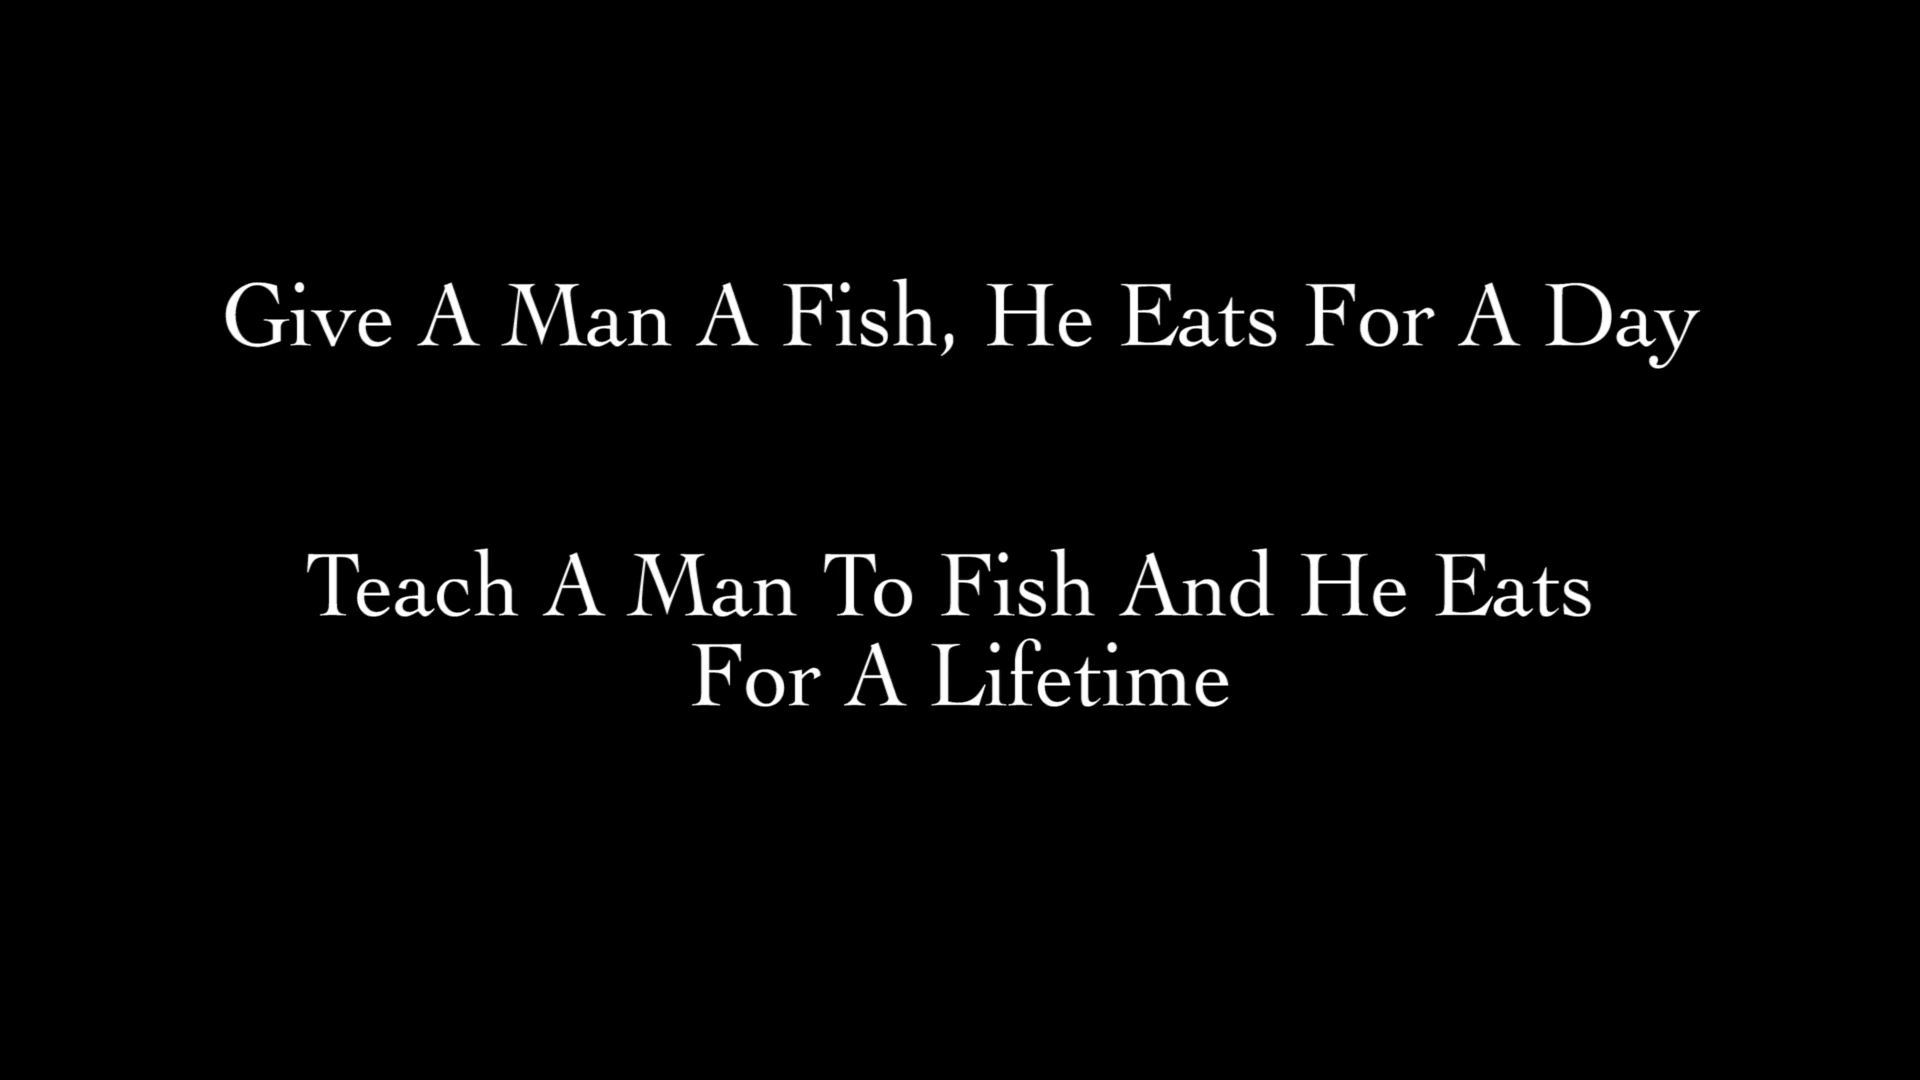 Give A Man A Fish, He Eats For A Day
Teach A Man To Fish And He Eats
For A Lifetime